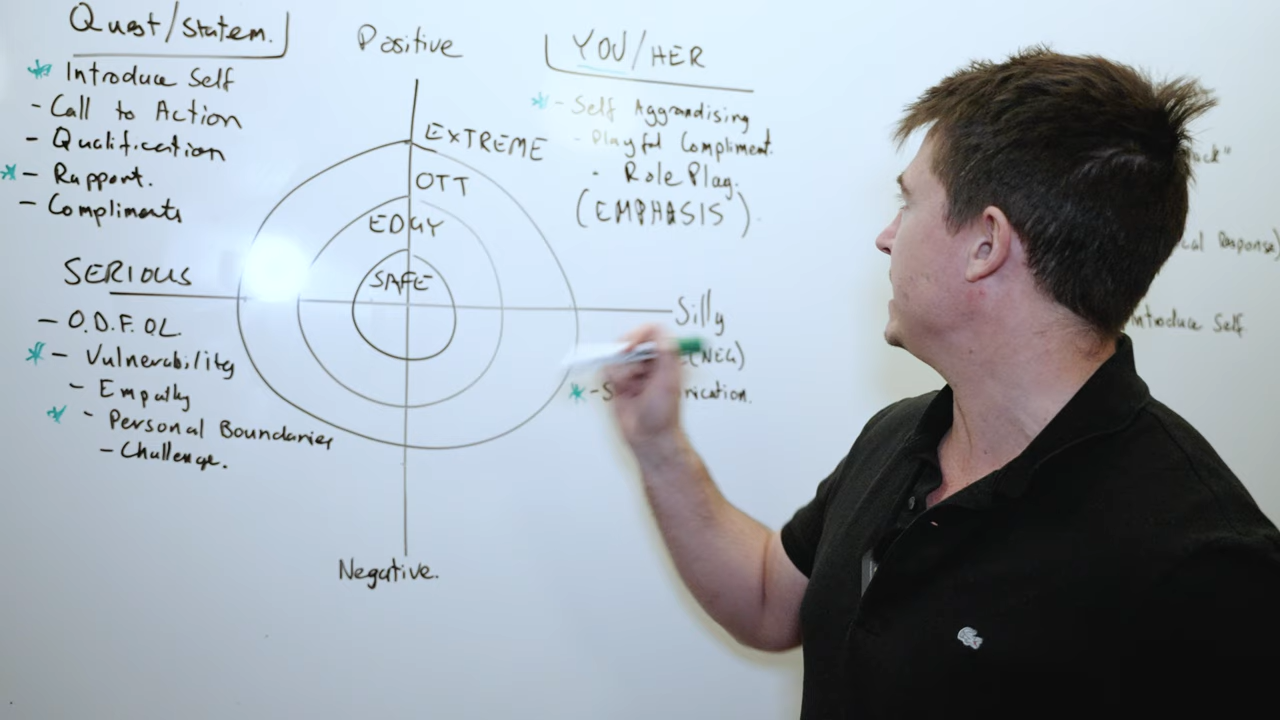 Quest/Statem.
* Introduce Self
- Call to Action
- Qualification
* - Rapport.
- Compliments
Positive
YOU/HER
* - Self Aggrandising
- Playful Compliment.
- Role Play.
(EMPHASIS).
EXTREME
OTT
EDGY
SAFE
SERIOUS
- O.D.F.O.L
* - Vulnerability
- Empathy
* - Personal Boundaries
- Challenge.
Silly
(NEG)
Negative.
Response)
Introduce Self